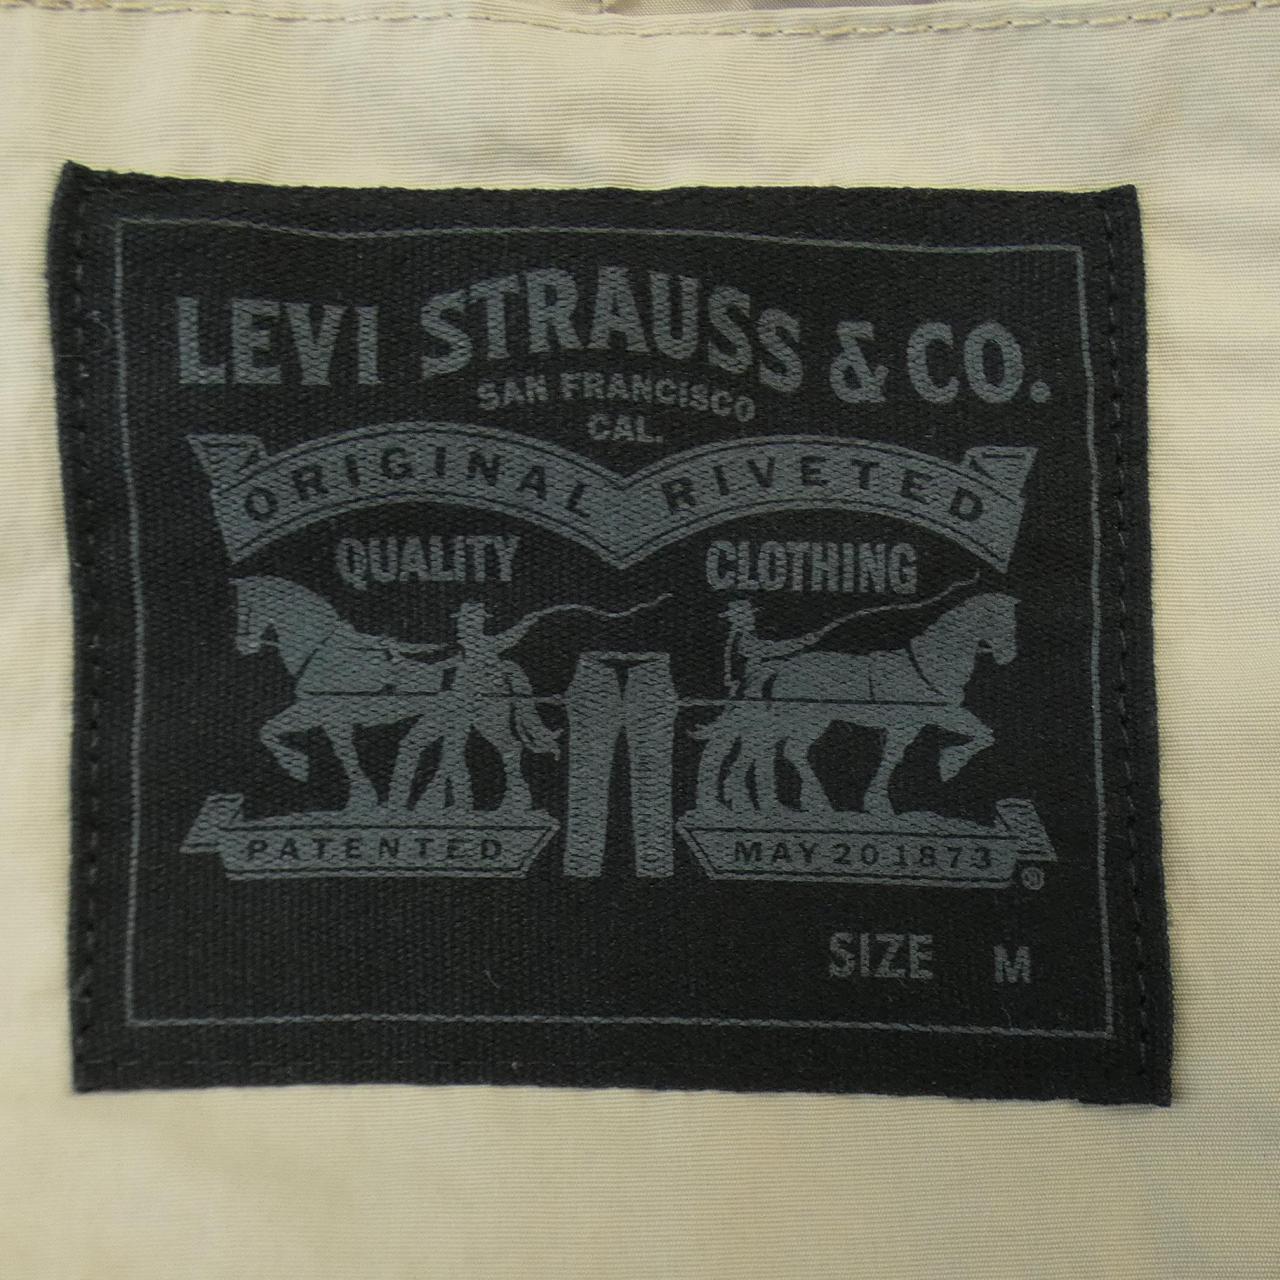 LEVI STRAUSS & CO.
SAN FRANCISCO
CAL.
ORIGINAL RIVETED
QUALITY CLOTHING
PATENTED MAY 20 1873
®
SIZE M